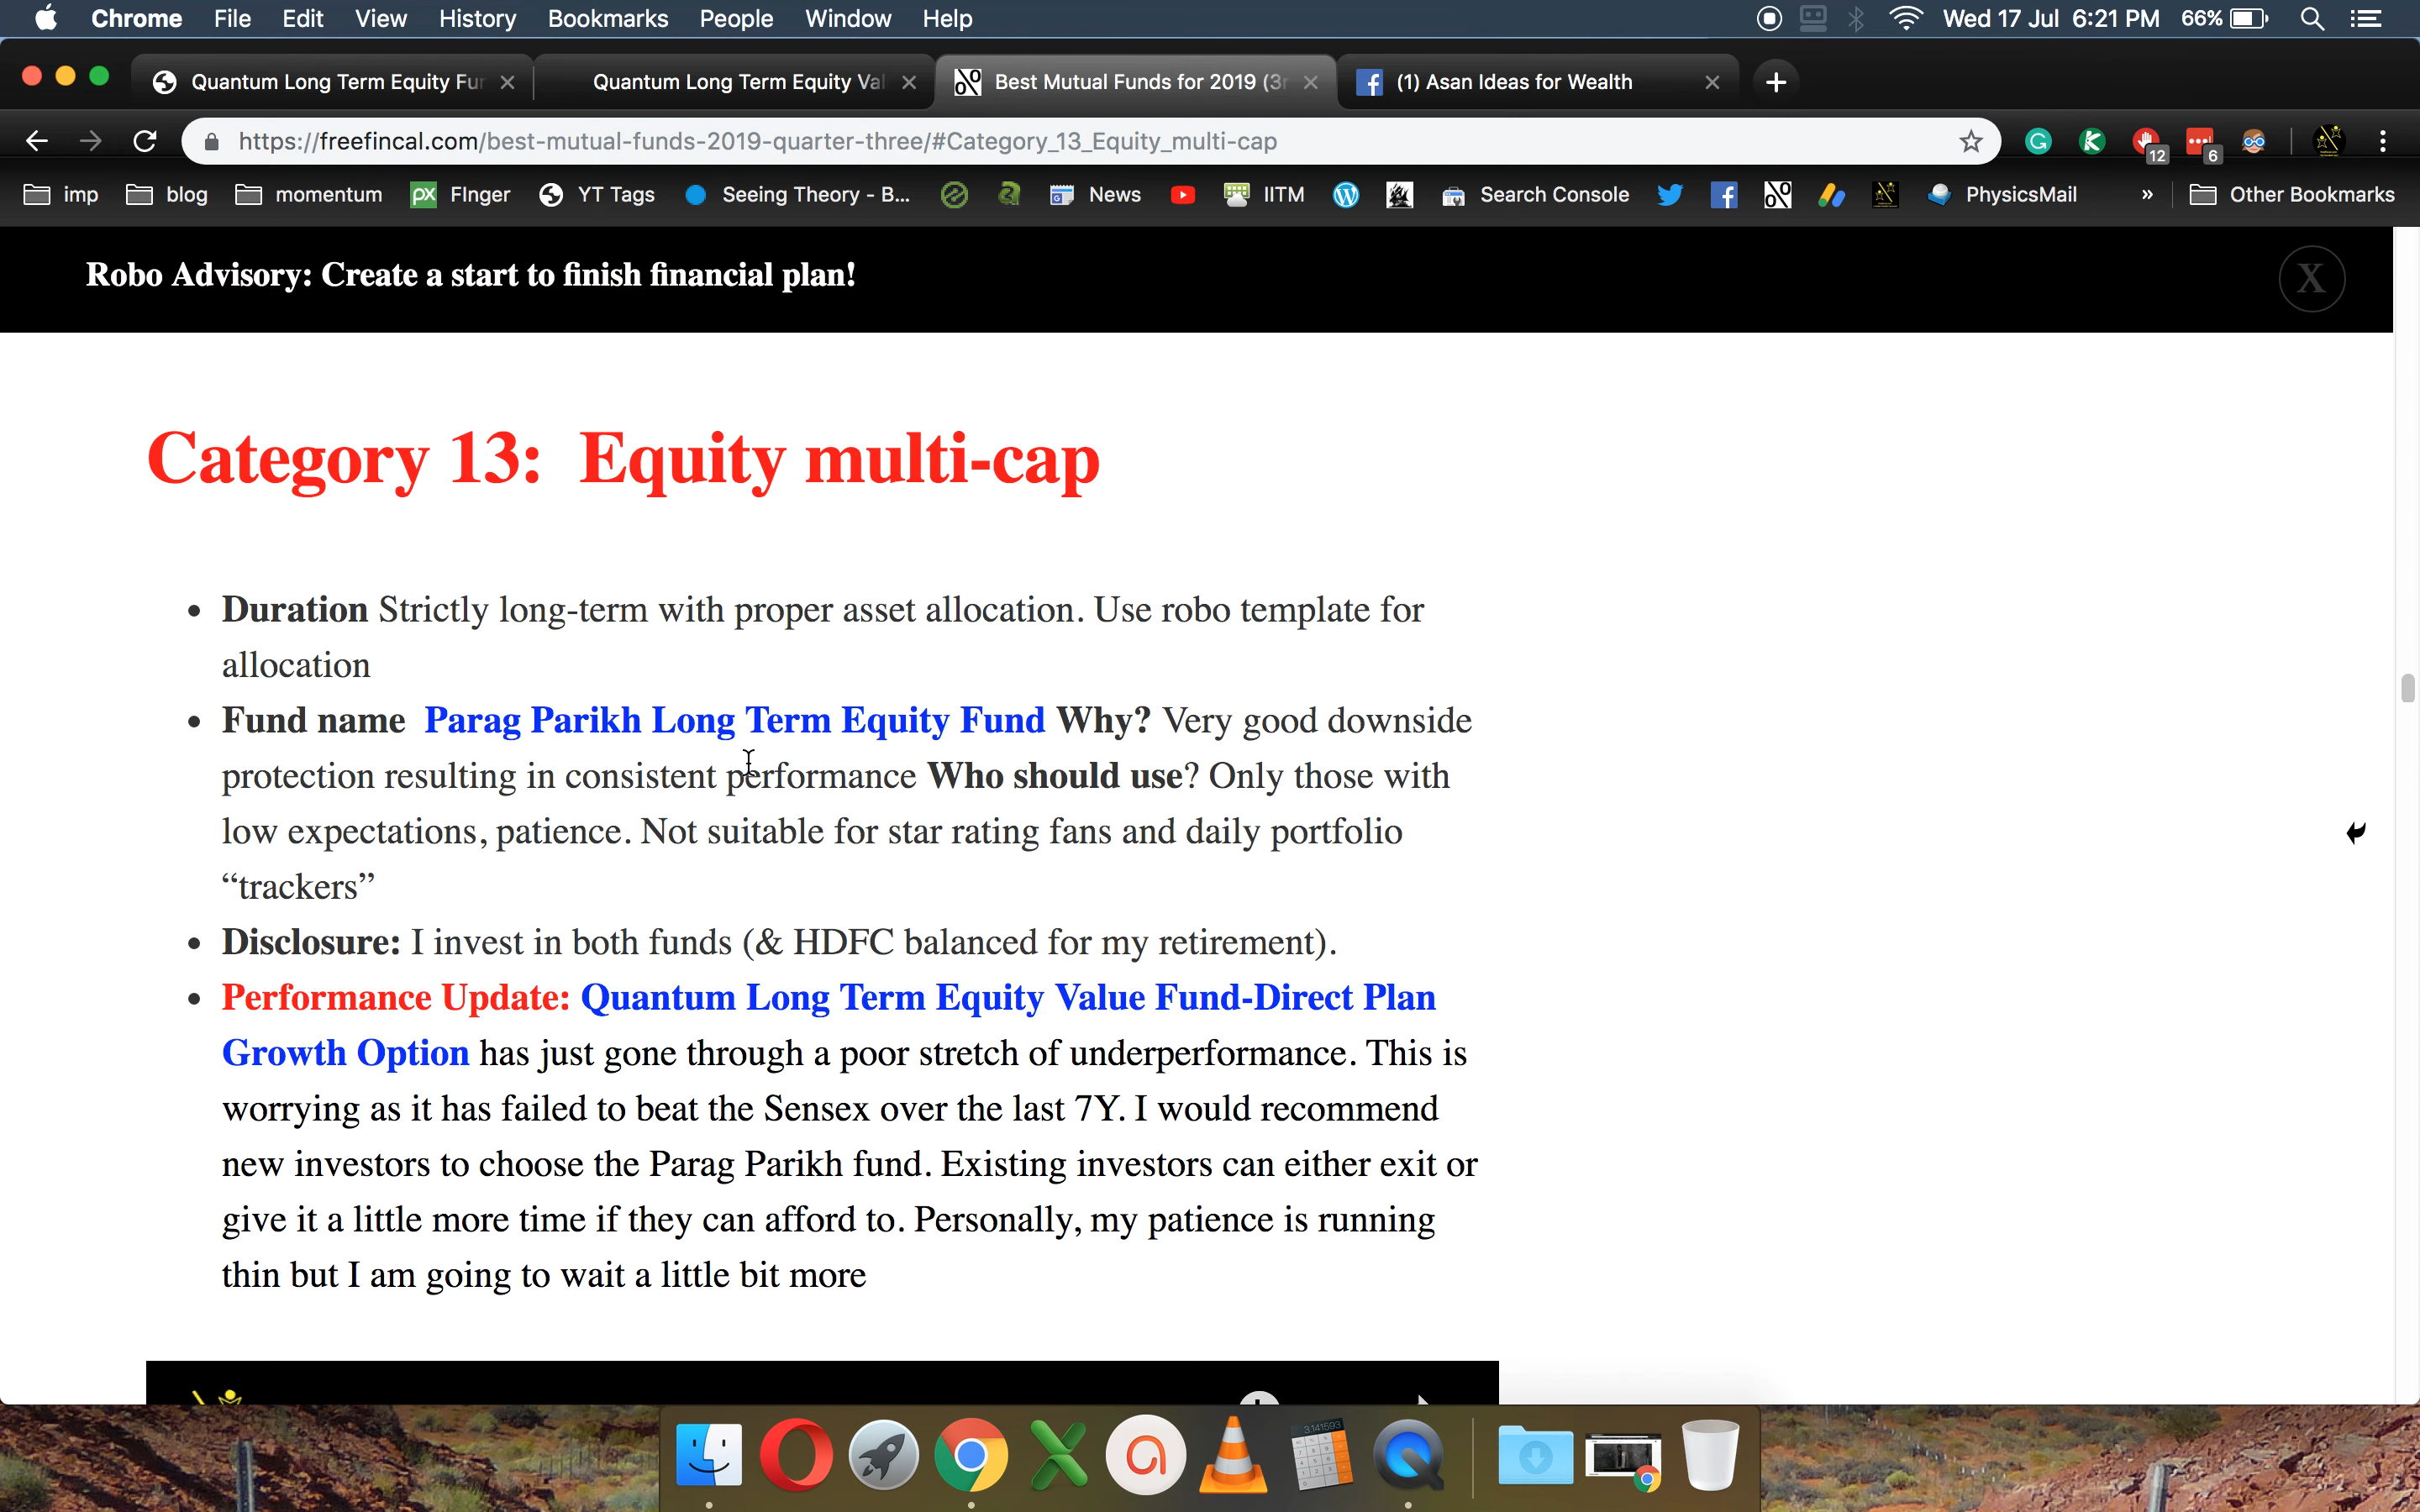 Chrome File Edit View History Bookmarks People Window Help Wed 17 Jul 6:21 PM 66%
Quantum Long Term Equity Fur Quantum Long Term Equity Val Best Mutual Funds for 2019 (3r (1) Asan Ideas for Wealth
https://freefincal.com/best-mutual-funds-2019-quarter-three/#Category_13_Equity_multi-cap 12 6
imp blog momentum px FInger YT Tags Seeing Theory - B... News IITM Search Console PhysicsMail » Other Bookmarks
Robo Advisory: Create a start to finish financial plan! X
Category 13: Equity multi-cap
• Duration Strictly long-term with proper asset allocation. Use robo template for
allocation
• Fund name Parag Parikh Long Term Equity Fund Why? Very good downside
protection resulting in consistent performance Who should use? Only those with
low expectations, patience. Not suitable for star rating fans and daily portfolio
“trackers”
• Disclosure: I invest in both funds (& HDFC balanced for my retirement).
• Performance Update: Quantum Long Term Equity Value Fund-Direct Plan
Growth Option has just gone through a poor stretch of underperformance. This is
worrying as it has failed to beat the Sensex over the last 7Y. I would recommend
new investors to choose the Parag Parikh fund. Existing investors can either exit or
give it a little more time if they can afford to. Personally, my patience is running
thin but I am going to wait a little bit more
3.141593